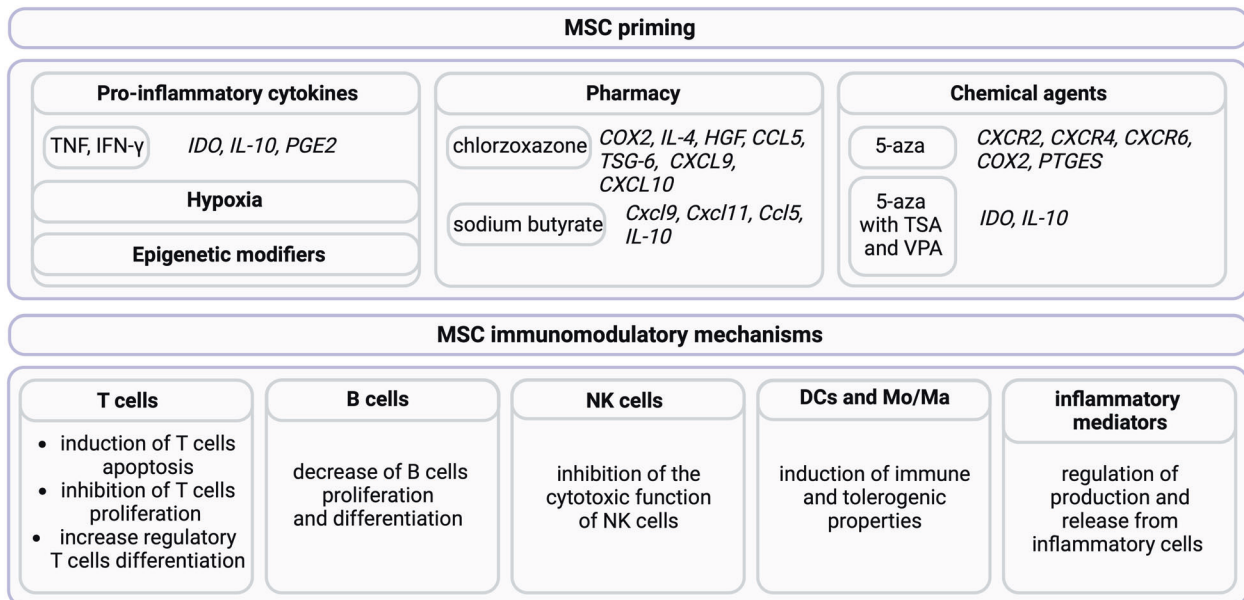 MSC priming
Pro-inflammatory cytokines
TNF, IFN-γ
IDO, IL-10, PGE2
Hypoxia
Epigenetic modifiers
Pharmacy
chlorzoxazone
COX2, IL-4, HGF, CCL5,
TSG-6, CXCL9,
CXCL10
sodium butyrate
Cxcl9, Cxcl11, Ccl5,
IL-10
Chemical agents
5-aza
CXCR2, CXCR4, CXCR6,
COX2, PTGES
5-aza
with TSA
and VPA
IDO, IL-10
MSC immunomodulatory mechanisms
T cells
• induction of T cells
apoptosis
• inhibition of T cells
proliferation
• increase regulatory
T cells differentiation
B cells
decrease of B cells
proliferation
and differentiation
NK cells
inhibition of the
cytotoxic function
of NK cells
DCs and Mo/Ma
induction of immune
and tolerogenic
properties
inflammatory
mediators
regulation of
production and
release from
inflammatory cells